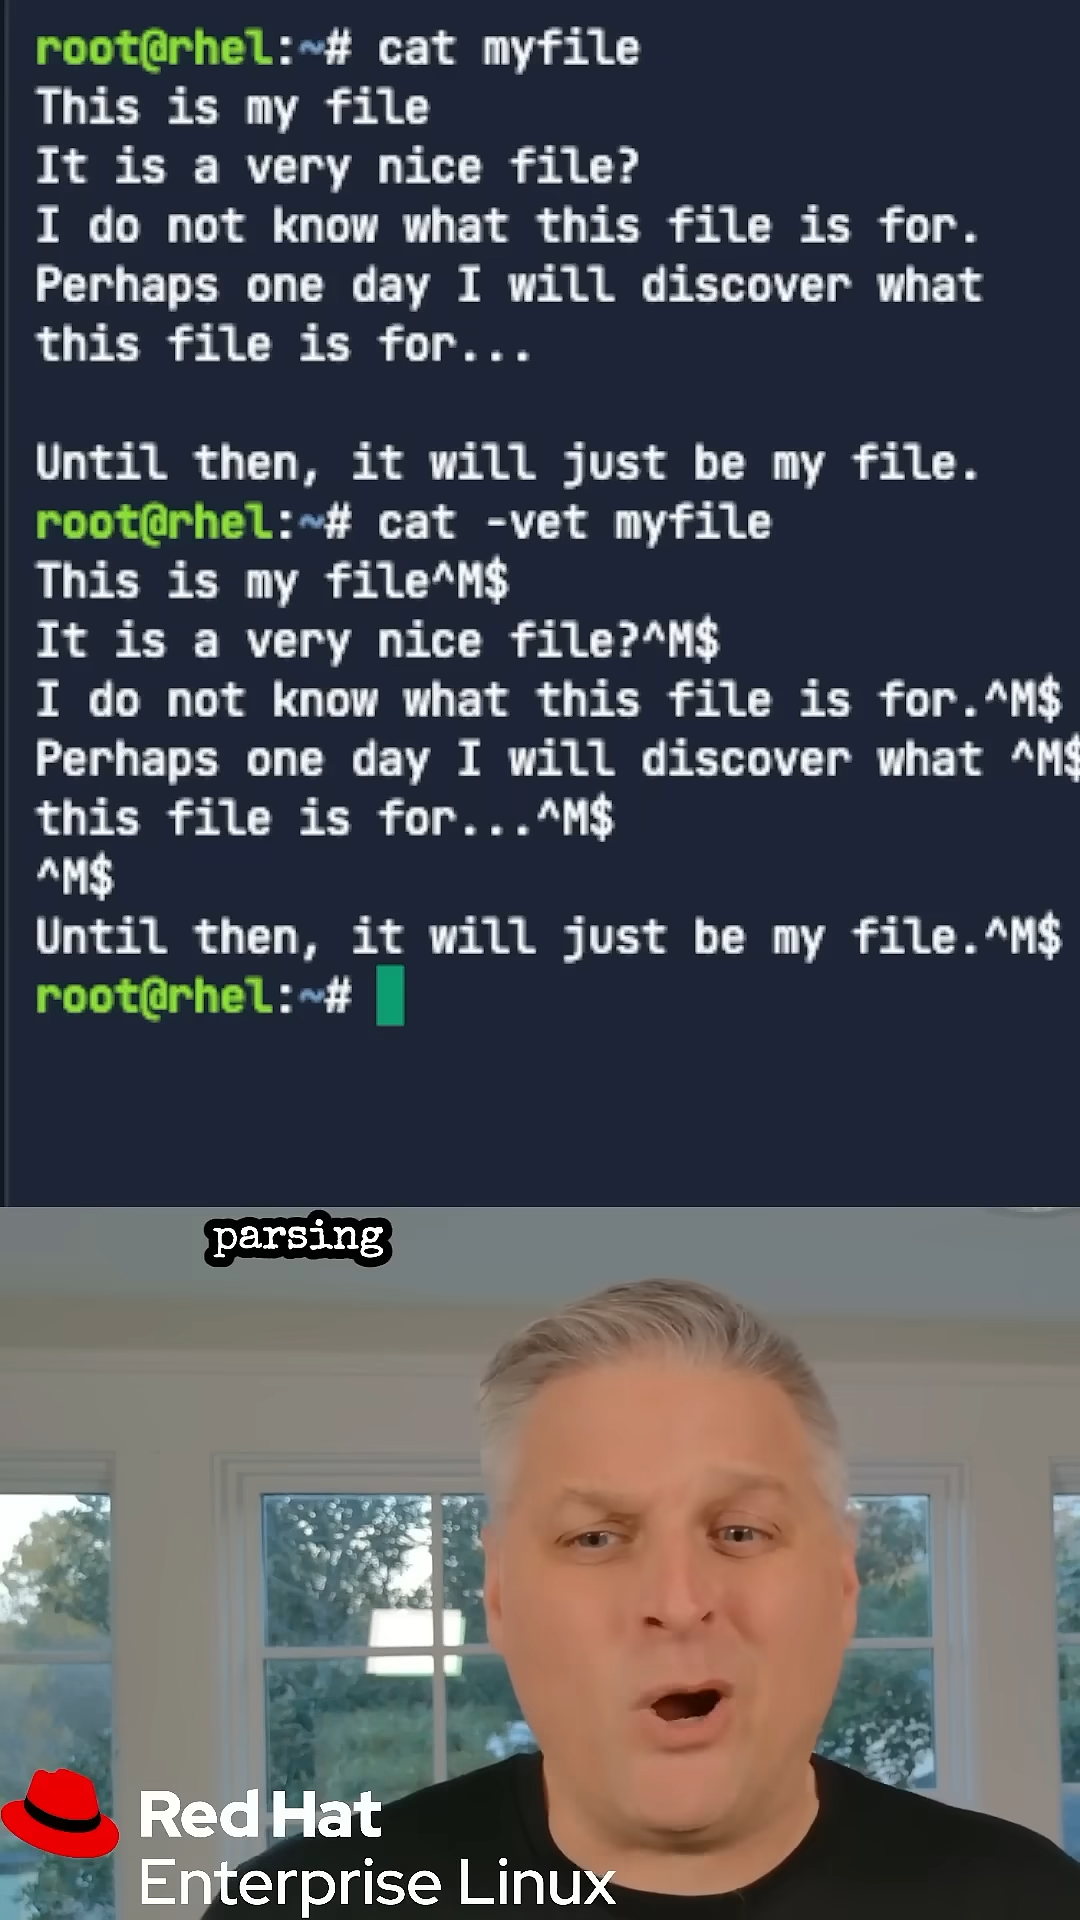 root@rhel:~# cat myfile
This is my file
It is a very nice file?
I do not know what this file is for.
Perhaps one day I will discover what
this file is for...
Until then, it will just be my file.
root@rhel:~# cat -vet myfile
This is my file^M$
It is a very nice file?^M$
I do not know what this file is for.^M$
Perhaps one day I will discover what ^M$
this file is for...^M$
^M$
Until then, it will just be my file.^M$
root@rhel:~#
parsing
Red Hat
Enterprise Linux